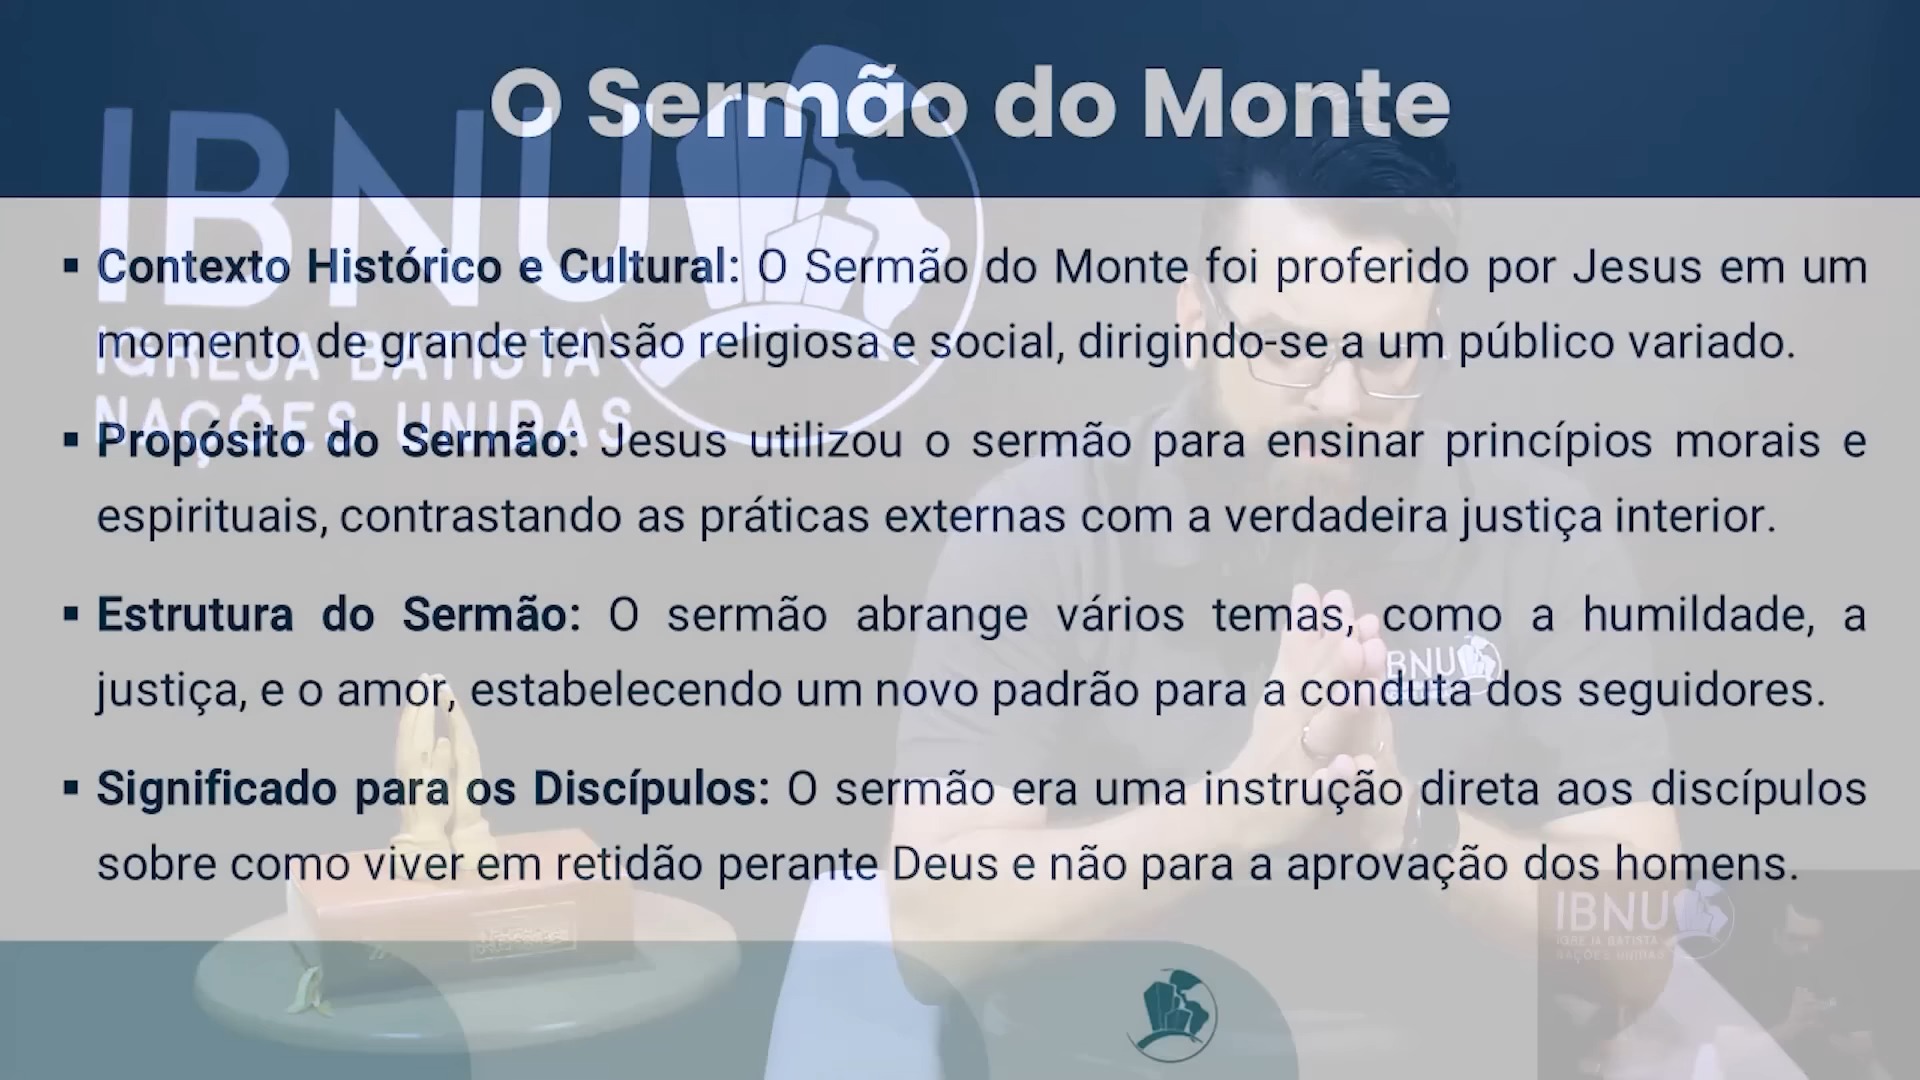 O Sermão do Monte
IBNU
IGREJA BATISTA
NAÇÕES UNIDAS
▪ Contexto Histórico e Cultural: O Sermão do Monte foi proferido por Jesus em um
momento de grande tensão religiosa e social, dirigindo-se a um público variado.
▪ Propósito do Sermão: Jesus utilizou o sermão para ensinar princípios morais e
espirituais, contrastando as práticas externas com a verdadeira justiça interior.
▪ Estrutura do Sermão: O sermão abrange vários temas, como a humildade, a
justiça, e o amor, estabelecendo um novo padrão para a conduta dos seguidores.
▪ Significado para os Discípulos: O sermão era uma instrução direta aos discípulos
sobre como viver em retidão perante Deus e não para a aprovação dos homens.
IBNU
IBNU
IGREJA BATISTA
NAÇÕES UNIDAS